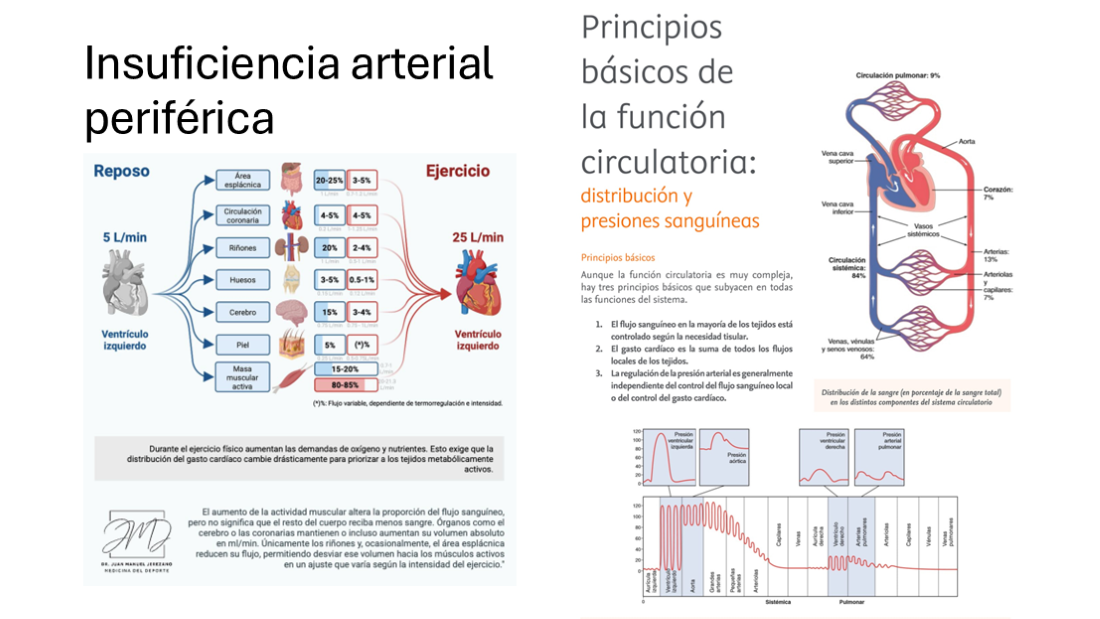 Insuficiencia arterial
periférica
Reposo
Ejercicio
5 L/min
Ventrículo
izquierdo
25 L/min
Ventrículo
izquierdo
Área
esplácnica
20-25%
3-5%
Circulación
coronaria
4-5%
4-5%
Riñones
20%
2-4%
Huesos
3-5%
0.5-1%
Cerebro
15%
3-4%
Piel
5%
(*)%
Masa
muscular
activa
15-20%
80-85%
(*)%: Flujo variable, dependiente de termorregulación e intensidad.
Durante el ejercicio físico aumentan las demandas de oxígeno y nutrientes. Esto exige que la
distribución del gasto cardíaco cambie drásticamente para priorizar a los tejidos metabólicamente
activos.
JMJ
DR. JUAN MANUEL JEREZANO
MEDICINA DEL DEPORTE
El aumento de la actividad muscular altera la proporción del flujo sanguíneo,
pero no significa que el resto del cuerpo reciba menos sangre. Órganos como el
cerebro o las coronarias mantienen o incluso aumentan su volumen absoluto
en ml/min. Únicamente los riñones y, ocasionalmente, el área esplácnica
reducen su flujo, permitiendo desviar ese volumen hacia los músculos activos
en un ajuste que varía según la intensidad del ejercicio."
Principios
básicos de
la función
circulatoria:
distribución y
presiones sanguíneas
Principios básicos
Aunque la función circulatoria es muy compleja,
hay tres principios básicos que subyacen en todas
las funciones del sistema.
1. El flujo sanguíneo en la mayoría de los tejidos está
controlado según la necesidad tisular.
2. El gasto cardíaco es la suma de todos los flujos
locales de los tejidos.
3. La regulación de la presión arterial es generalmente
independiente del control del flujo sanguíneo local
o del control del gasto cardíaco.
Circulación pulmonar: 9%
Aorta
Vena cava
superior
Corazón:
7%
Vena cava
inferior
Vasos
sistémicos
Arterias:
13%
Circulación
sistémica:
84%
Arteriolas
y
capilares:
7%
Venas, vénulas
y senos venosos:
64%
Distribución de la sangre (en porcentaje de la sangre total)
en los distintos componentes del sistema circulatorio
120
100
80
60
40
20
0
Presión
ventricular
izquierda
Presión
aórtica
Presión
ventricular
derecha
Presión
arterial
pulmonar
120
100
80
60
40
20
0
Aurícula
izquierda
Ventrículo
izquierdo
Aorta
Grandes
arterias
Pequeñas
arterias
Arteriolas
Capilares
Venas
Aurícula
derecha
Ventrículo
derecho
Arterias
pulmonares
Arteriolas
Capilares
Vénulas
Venas
pulmonares
0
Sistémica
Pulmonar